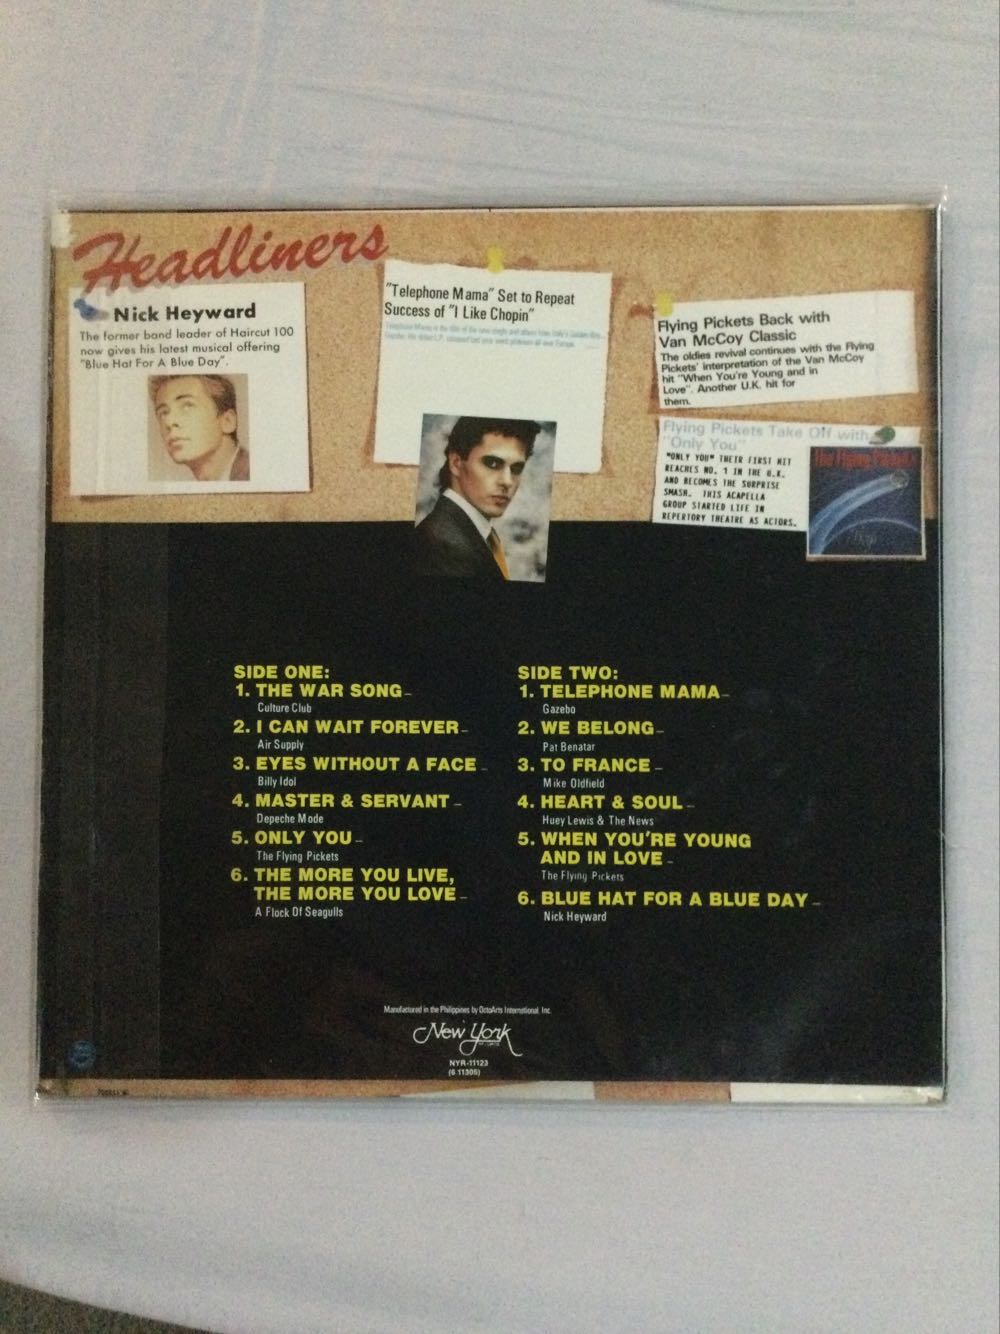 Headliners
Nick Heyward
The former band leader of Haircut 100
now gives his latest musical offering
"Blue Hat For A Blue Day".
"Telephone Mama" Set to Repeat
Success of "I Like Chopin"
Flying Pickets Back with
Van McCoy Classic
The oldies revival continues with the Flying
Pickets' interpretation of the Van McCoy
hit "When You're Young and in
Love". Another U.K. hit for
them.
Flying Pickets Take Off with
"Only You"
"ONLY YOU" THEIR FIRST HIT
REACHES NO. 1 IN THE U.K.
AND BECOMES THE SURPRISE
SMASH. THIS ACAPELLA
GROUP STARTED LIFE IN
REPERTORY THEATRE AS ACTORS.
The Flying Pickets
SIDE ONE:
1. THE WAR SONG–
Culture Club
2. I CAN WAIT FOREVER–
Air Supply
3. EYES WITHOUT A FACE –
Billy Idol
4. MASTER & SERVANT –
Depeche Mode
5. ONLY YOU –
The Flying Pickets
6. THE MORE YOU LIVE,
THE MORE YOU LOVE –
A Flock Of Seagulls
SIDE TWO:
1. TELEPHONE MAMA–
Gazebo
2. WE BELONG–
Pat Benatar
3. TO FRANCE –
Mike Oldfield
4. HEART & SOUL –
Huey Lewis & The News
5. WHEN YOU'RE YOUNG
AND IN LOVE –
The Flying Pickets
6. BLUE HAT FOR A BLUE DAY –
Nick Heyward
Manufactured in the Philippines by OctoArts International, Inc.
New York
NYR-11123
(6.11305)